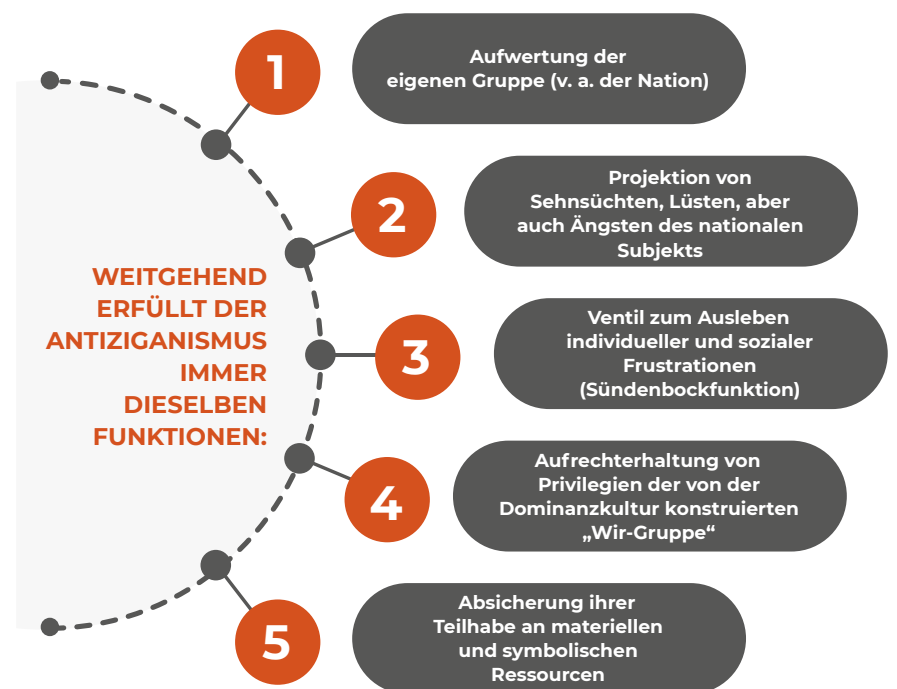 WEITGEHEND
ERFÜLLT DER
ANTIZIGANISMUS
IMMER
DIESELBEN
FUNKTIONEN:
1
Aufwertung der
eigenen Gruppe (v. a. der Nation)
2
Projektion von
Sehnsüchten, Lüsten, aber
auch Ängsten des nationalen
Subjekts
3
Ventil zum Ausleben
individueller und sozialer
Frustrationen
(Sündenbockfunktion)
4
Aufrechterhaltung von
Privilegien der von der
Dominanzkultur konstruierten
„Wir-Gruppe“
5
Absicherung ihrer
Teilhabe an materiellen
und symbolischen
Ressourcen